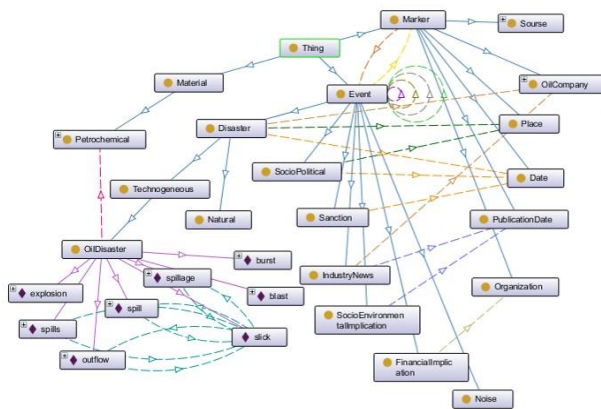 Marker
Sourse
Thing
Material
Event
OilCompany
Petrochemical
Disaster
Place
SocioPolitical
Date
Technogeneous
Natural
Sanction
PublicationDate
OilDisaster
burst
spillage
IndustryNews
Organization
explosion
blast
spill
spills
SocioEnvironmen
talImplication
slick
outflow
FinancialImplic
ation
Noise